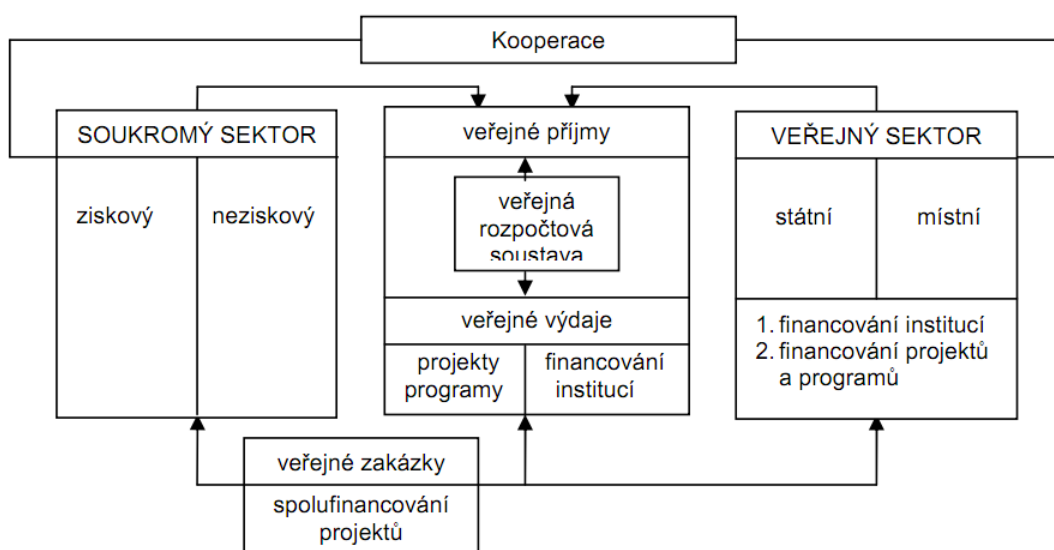 Kooperace
SOUKROMÝ SEKTOR
ziskový
neziskový
veřejné příjmy
veřejná
rozpočtová
soustava
veřejné výdaje
projekty
programy
financování
institucí
VEŘEJNÝ SEKTOR
státní
místní
1. financování institucí
2. financování projektů
a programů
veřejné zakázky
spolufinancování
projektů